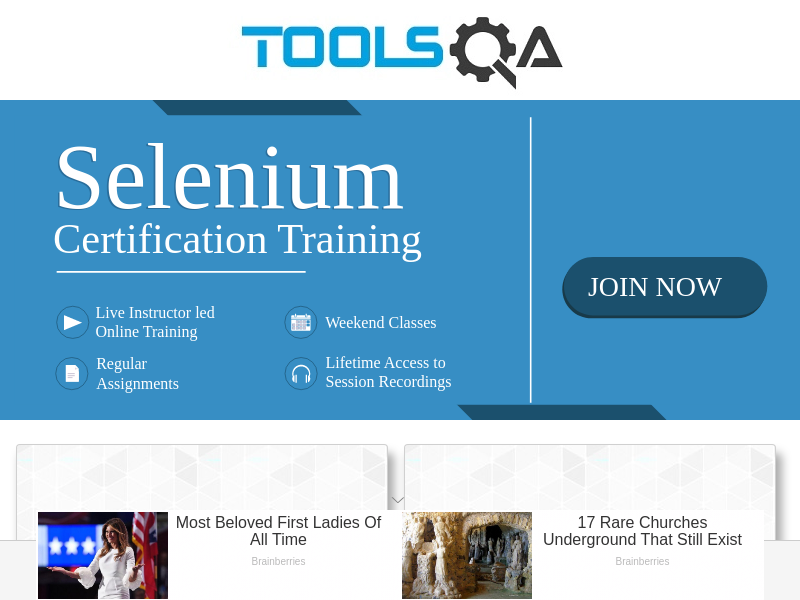 TOOLSQA
Selenium
Certification Training
JOIN NOW
Live Instructor led
Online Training
Weekend Classes
Regular
Assignments
Lifetime Access to
Session Recordings
Most Beloved First Ladies Of
All Time
Brainberries
17 Rare Churches
Underground That Still Exist
Brainberries